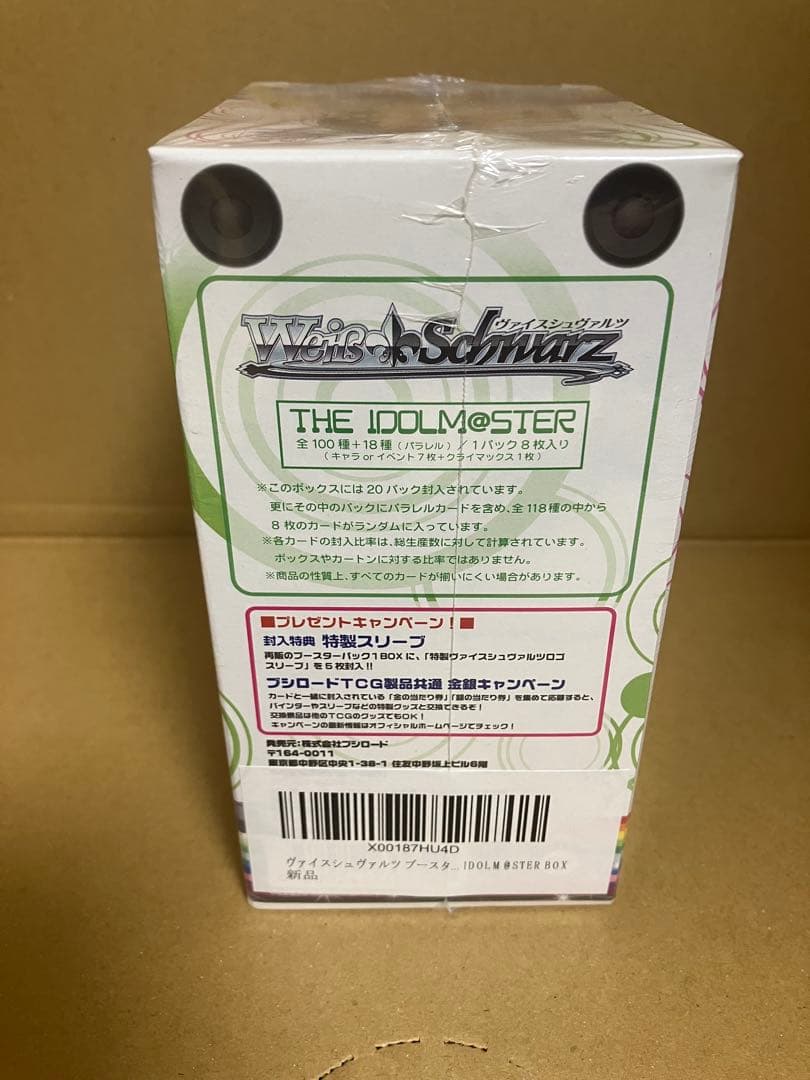 ヴァイスシュヴァルツ
Weiß Schwarz
THE IDOLM@STER
全100種+18種(パラレル)/1パック8枚入り
(キャラorイベント7枚+クライマックス1枚)
※このボックスには20パック封入されています。
更にその中のパックにパラレルカードを含め、全118種の中から
8枚のカードがランダムに入っています。
※各カードの封入比率は、総生産数に対して計算されています。
ボックスやカートンに対する比率ではありません。
※商品の性質上、すべてのカードが揃いにくい場合があります。
■プレゼントキャンペーン!■
封入特典 特製スリーブ
再販のブースターパック1BOXに、「特製ヴァイスシュヴァルツロゴ
スリーブ」を5枚封入!!
ブシロードTCG製品共通 金銀キャンペーン
カードと一緒に封入されている「金の当たり券」「銀の当たり券」を集めて応募すると、
バインダーやスリーブなどの特製グッズと交換できるぞ!
交換景品は他のTCGのグッズでもOK!
キャンペーンの最新情報はオフィシャルホームページでチェック!
発売元:株式会社ブシロード
〒164-0011
東京都中野区中央1-38-1 住友中野坂上ビル6階
X00187HU4D
ヴァイスシュヴァルツ ブースタ... IDOLM@STER BOX
新品